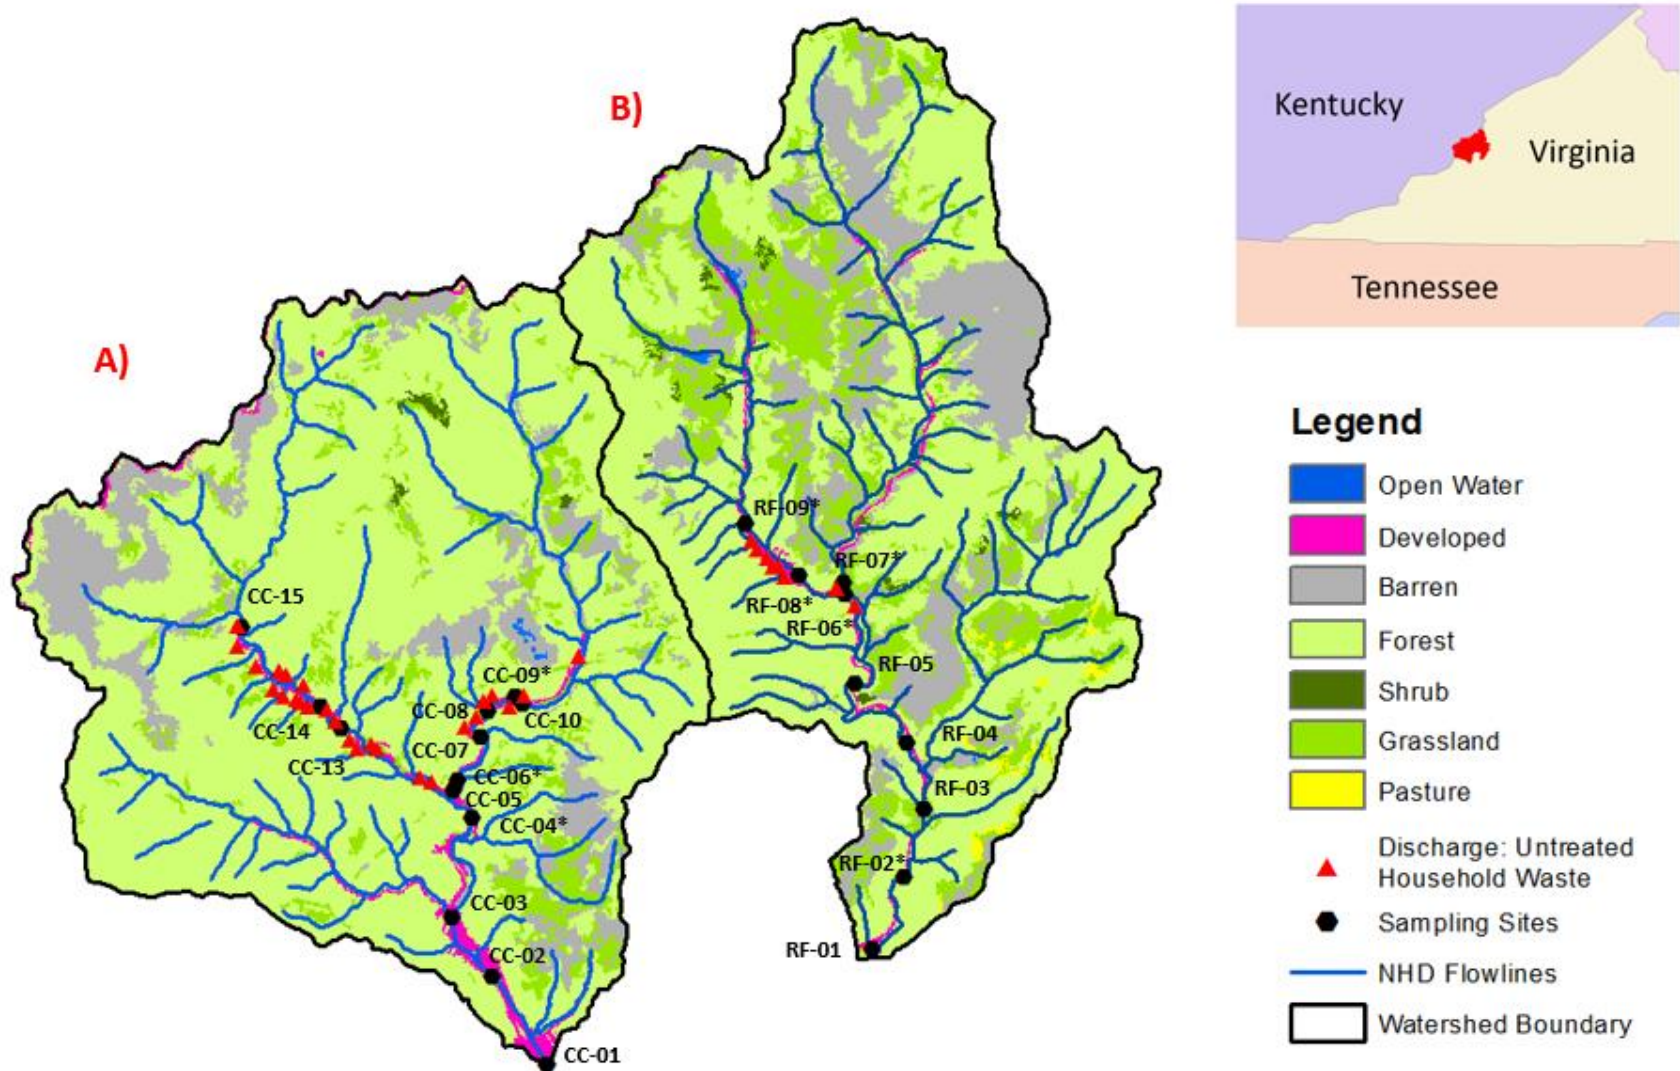 B)
Kentucky
Virginia
Tennessee
A)
Legend
Open Water
Developed
Barren
Forest
Shrub
Grassland
Pasture
Discharge: Untreated
Household Waste
Sampling Sites
NHD Flowlines
Watershed Boundary
RF-09*
RF-07*
RF-08*
RF-06*
RF-05
RF-04
RF-03
RF-02*
RF-01
CC-15
CC-09*
CC-08
CC-10
CC-14
CC-07
CC-13
CC-06*
CC-05
CC-04*
CC-03
CC-02
CC-01